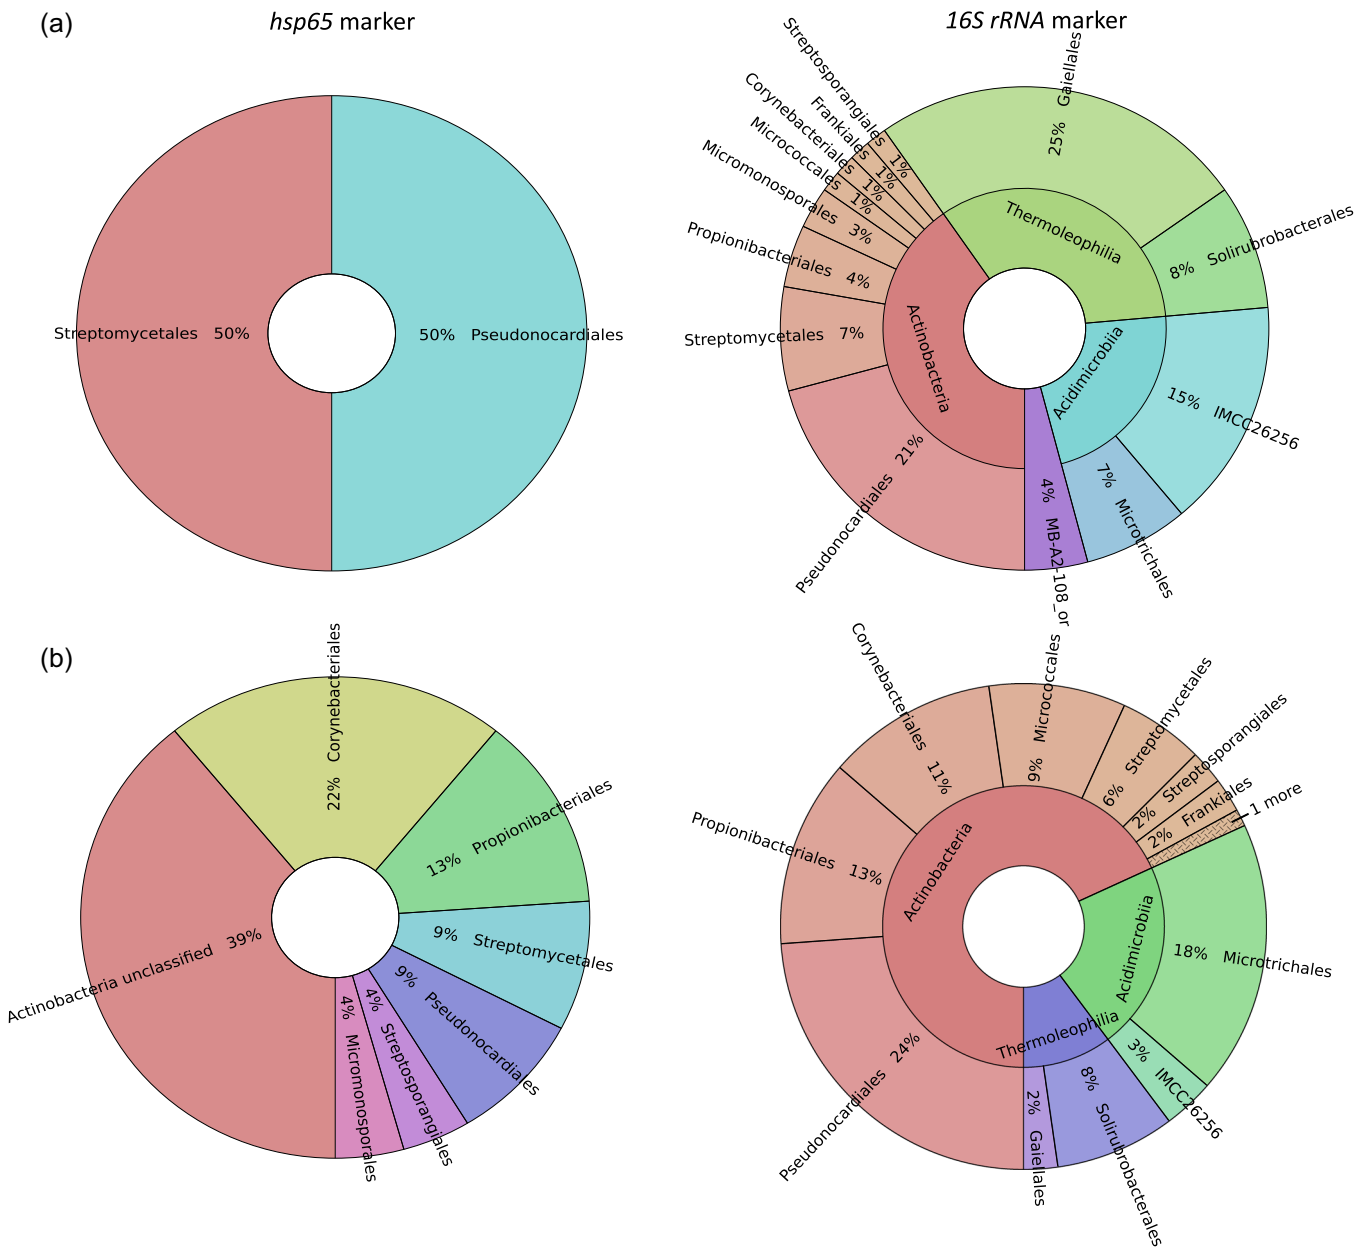 (a)
hsp65 marker
16S rRNA marker
Streptomycetales 50%
50% Pseudonocardiales
Streptosporangiales 1%
Frankiales 1%
Corynebacteriales 1%
Micrococcales 1%
Micromonosporales 3%
Propionibacteriales 4%
Streptomycetales 7%
Pseudonocardiales 21%
Actinobacteria
25% Gaiellales
Thermoleophilia
8% Solirubrobacterales
Acidimicrobiia
15% IMCC26256
7% Microtrichales
4% MB-A2-108_or
(b)
22% Corynebacteriales
13% Propionibacteriales
9% Streptomycetales
9% Pseudonocardiales
4% Streptosporangiales
4% Micromonosporales
Actinobacteria unclassified 39%
Corynebacteriales 11%
9% Micrococcales
6% Streptomycetales
2% Streptosporangiales
2% Frankiales
1 more
Propionibacteriales 13%
Actinobacteria
Pseudonocardiales 24%
Acidimicrobiia
18% Microtrichales
3% IMCC26256
Thermoleophilia
8% Solirubrobacterales
2% Gaiellales